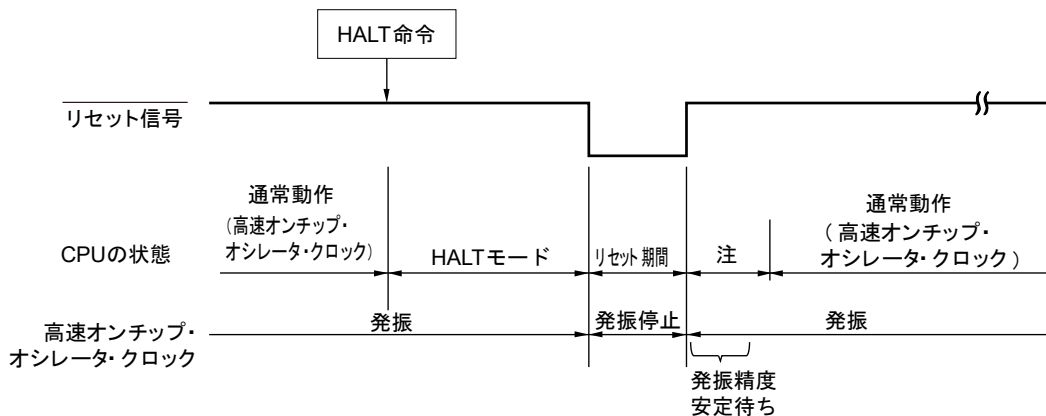 HALT命令
リセット信号
通常動作
(高速オンチップ・
オシレータ・クロック)
通常動作
(高速オンチップ・
オシレータ・クロック)
CPUの状態
HALTモード
リセット期間
注
高速オンチップ・
オシレータ・クロック
発振
発振停止
発振
発振精度
安定待ち